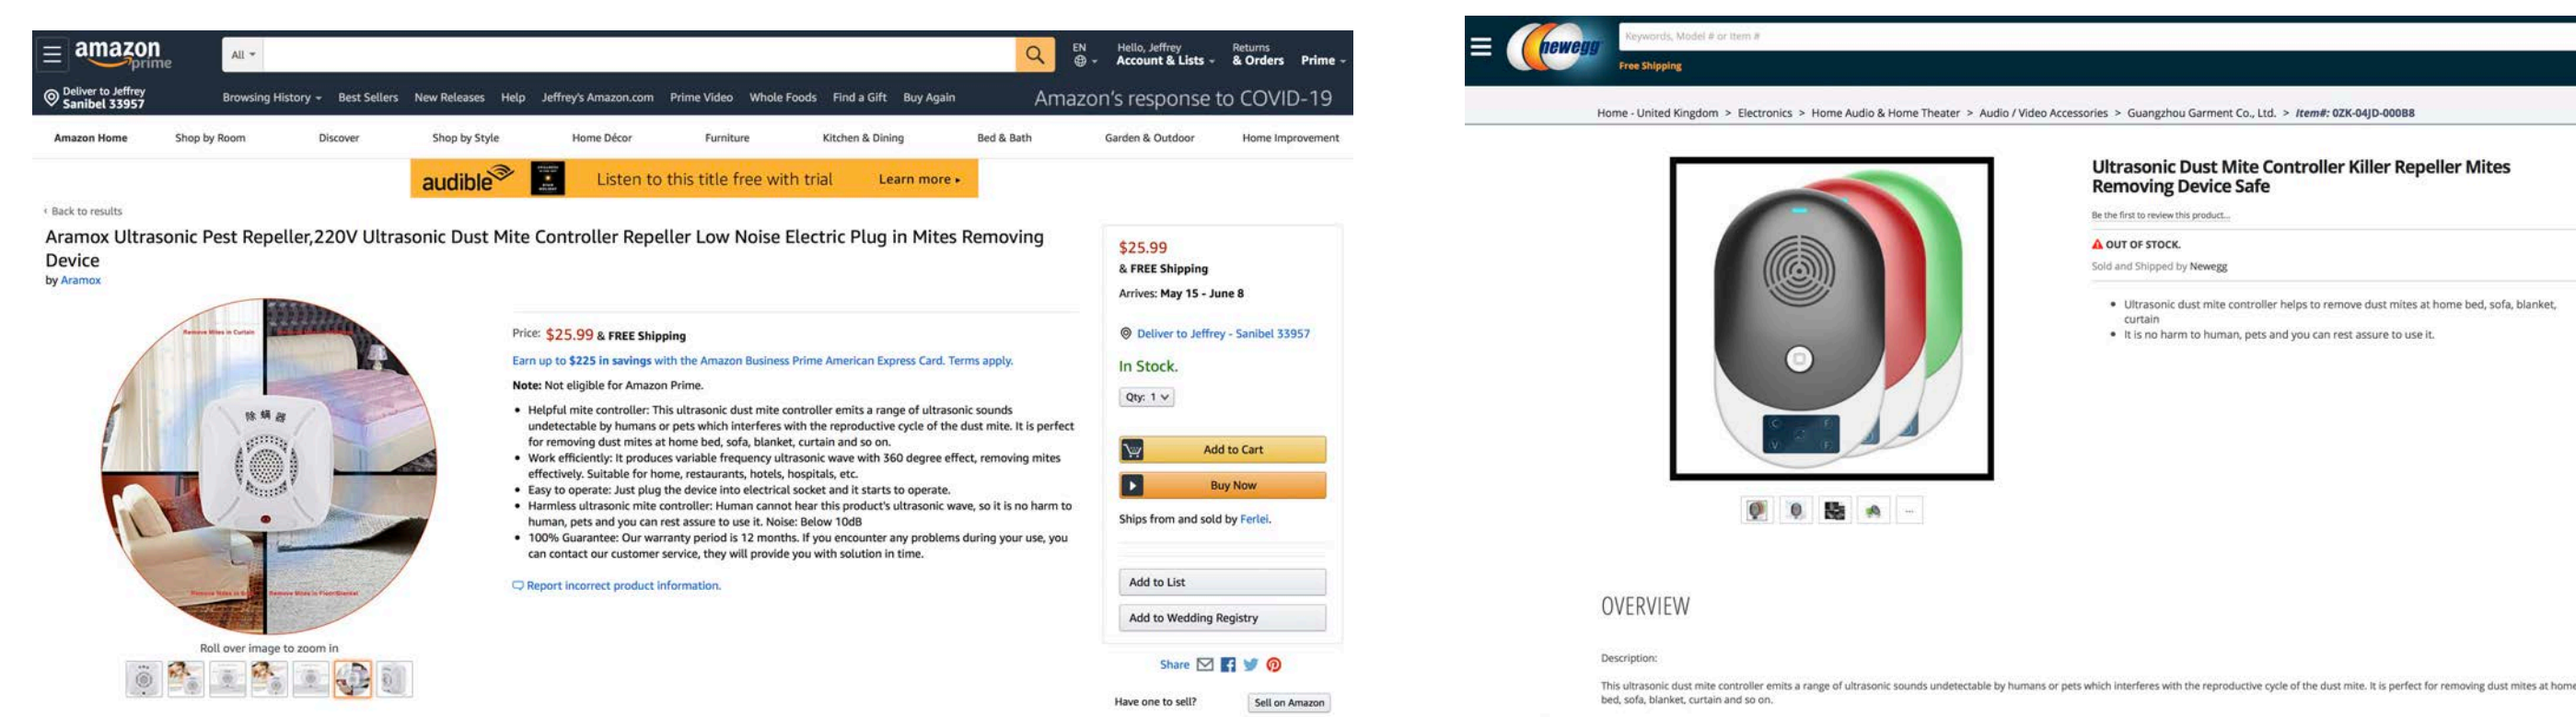 amazon
prime
All
EN
Hello, Jeffrey
Account & Lists
Returns
& Orders
Prime
Deliver to Jeffrey
Sanibel 33957
Browsing History
Best Sellers
New Releases
Help
Jeffrey's Amazon.com
Prime Video
Whole Foods
Find a Gift
Buy Again
Amazon's response to COVID-19
Amazon Home
Shop by Room
Discover
Shop by Style
Home Décor
Furniture
Kitchen & Dining
Bed & Bath
Garden & Outdoor
Home Improvement
audible
Listen to this title free with trial
Learn more
‹ Back to results
Aramox Ultrasonic Pest Repeller,220V Ultrasonic Dust Mite Controller Repeller Low Noise Electric Plug in Mites Removing
Device
by Aramox
Remove Mites in Curtain
除 螨 器
Roll over image to zoom in
Price: $25.99 & FREE Shipping
Earn up to $225 in savings with the Amazon Business Prime American Express Card. Terms apply.
Note: Not eligible for Amazon Prime.
• Helpful mite controller: This ultrasonic dust mite controller emits a range of ultrasonic sounds
undetectable by humans or pets which interferes with the reproductive cycle of the dust mite. It is perfect
for removing dust mites at home bed, sofa, blanket, curtain and so on.
• Work efficiently: It produces variable frequency ultrasonic wave with 360 degree effect, removing mites
effectively. Suitable for home, restaurants, hotels, hospitals, etc.
• Easy to operate: Just plug the device into electrical socket and it starts to operate.
• Harmless ultrasonic mite controller: Human cannot hear this product's ultrasonic wave, so it is no harm to
human, pets and you can rest assure to use it. Noise: Below 10dB
• 100% Guarantee: Our warranty period is 12 months. If you encounter any problems during your use, you
can contact our customer service, they will provide you with solution in time.
Report incorrect product information.
$25.99
& FREE Shipping
Arrives: May 15 - June 8
Deliver to Jeffrey - Sanibel 33957
In Stock.
Qty: 1
Add to Cart
Buy Now
Ships from and sold by Ferlei.
Add to List
Add to Wedding Registry
Share
Have one to sell?
Sell on Amazon
newegg
Keywords, Model # or Item #
Free Shipping
Home - United Kingdom > Electronics > Home Audio & Home Theater > Audio / Video Accessories > Guangzhou Garment Co., Ltd. > Item#: 0ZK-04JD-000B8
Ultrasonic Dust Mite Controller Killer Repeller Mites
Removing Device Safe
Be the first to review this product...
OUT OF STOCK.
Sold and Shipped by Newegg
• Ultrasonic dust mite controller helps to remove dust mites at home bed, sofa, blanket,
curtain
• It is no harm to human, pets and you can rest assure to use it.
OVERVIEW
Description:
This ultrasonic dust mite controller emits a range of ultrasonic sounds undetectable by humans or pets which interferes with the reproductive cycle of the dust mite. It is perfect for removing dust mites at home
bed, sofa, blanket, curtain and so on.